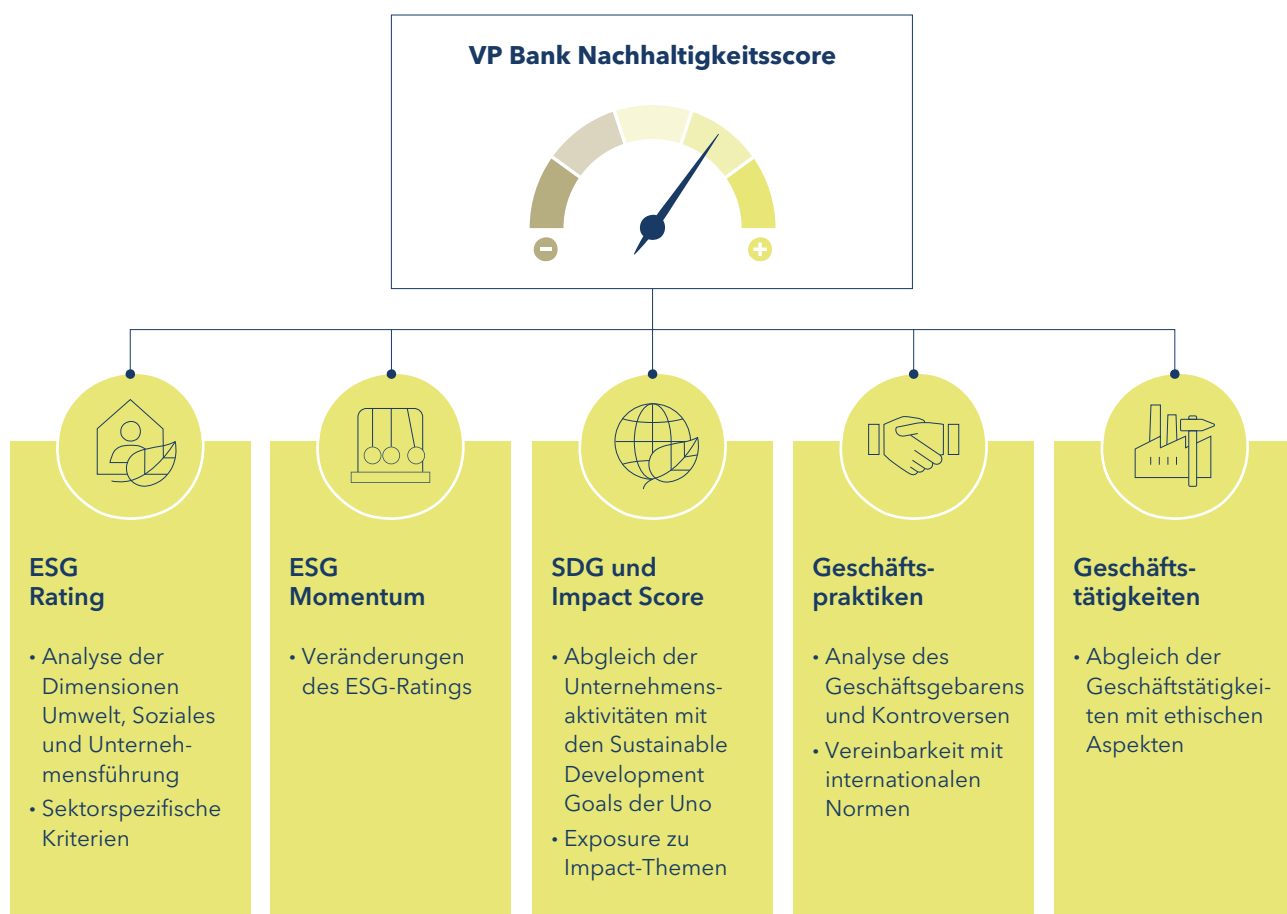 VP Bank Nachhaltigkeitsscore
ESG
Rating
• Analyse der
Dimensionen
Umwelt, Soziales
und Unterneh-
mensführung
• Sektorspezifische
Kriterien
ESG
Momentum
• Veränderungen
des ESG-Ratings
SDG und
Impact Score
• Abgleich der
Unternehmens-
aktivitäten mit
den Sustainable
Development
Goals der Uno
• Exposure zu
Impact-Themen
Geschäfts-
praktiken
• Analyse des
Geschäftsgebarens
und Kontroversen
• Vereinbarkeit mit
internationalen
Normen
Geschäfts-
tätigkeiten
• Abgleich der
Geschäftstätigkei-
ten mit ethischen
Aspekten